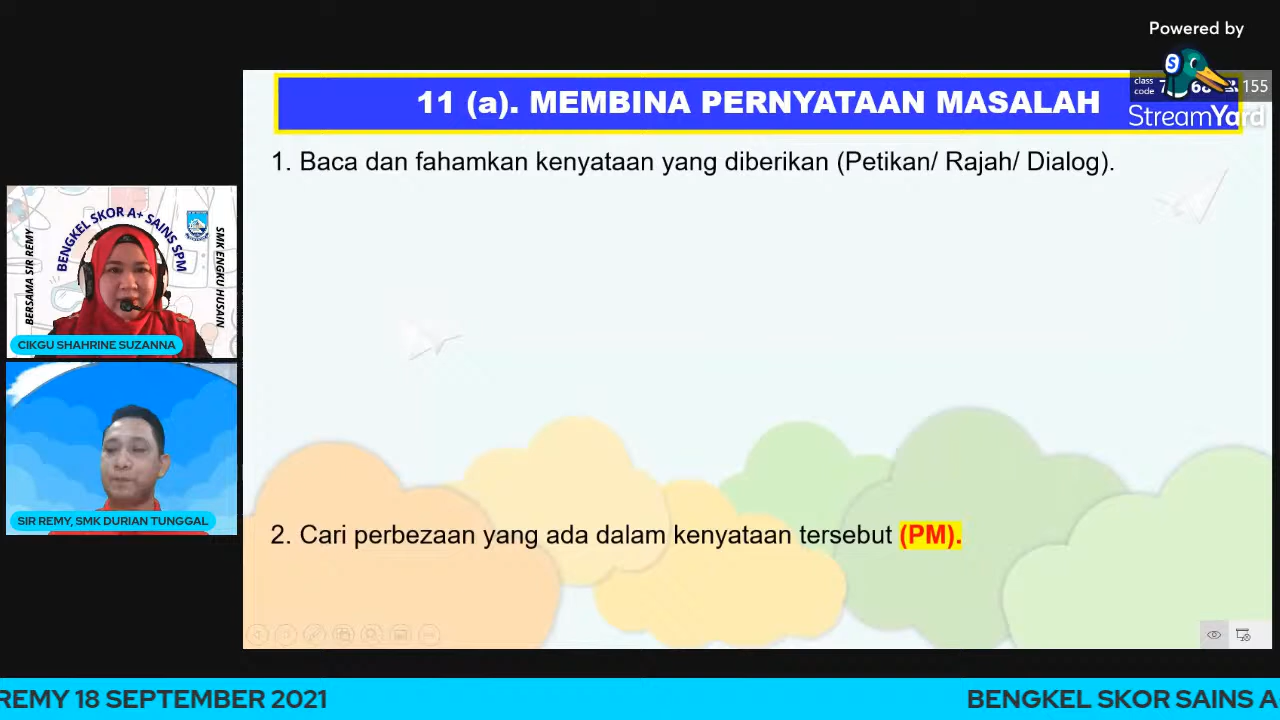 Powered by
StreamYard
class
code
155
11 (a). MEMBINA PERNYATAAN MASALAH
1. Baca dan fahamkan kenyataan yang diberikan (Petikan/ Rajah/ Dialog).
BENGKEL SKOR A+ SAINS SPM
BERSAMA SIR REMY
SMK ENGKU HUSAIN
CIKGU SHAHRINE SUZANNA
SIR REMY, SMK DURIAN TUNGGAL
2. Cari perbezaan yang ada dalam kenyataan tersebut (PM).
REMY 18 SEPTEMBER 2021
BENGKEL SKOR SAINS A+